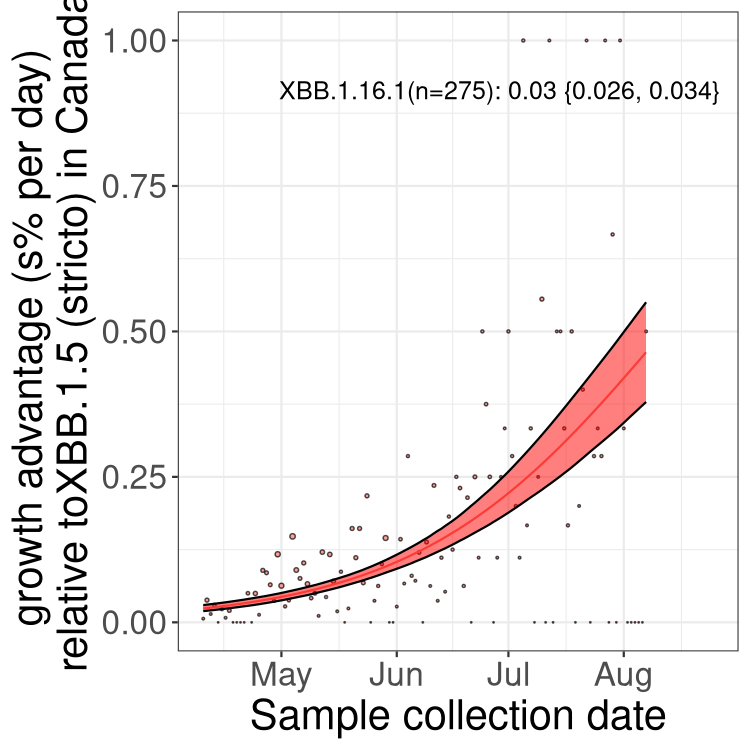 growth advantage (s% per day)
relative toXBB.1.5 (stricto) in Canada
1.00
XBB.1.16.1(n=275): 0.03 {0.026, 0.034}
0.75
0.50
0.25
0.00
May Jun Jul Aug
Sample collection date